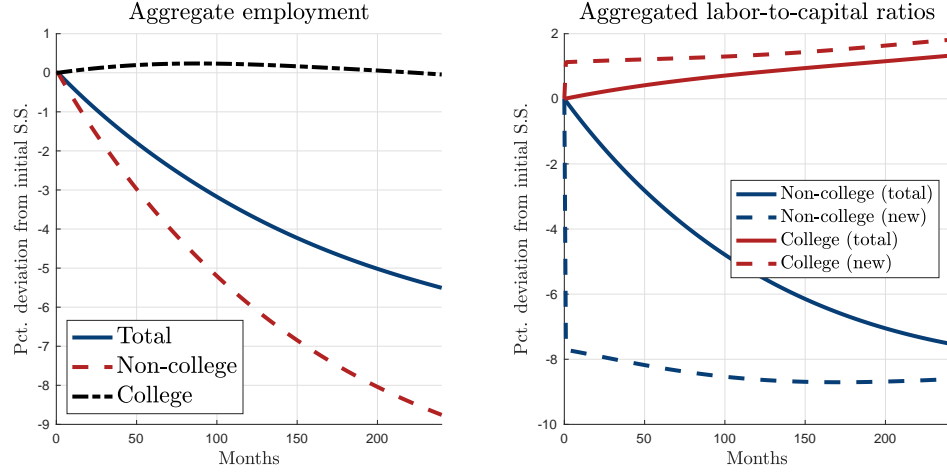 Aggregate employment
Pct. deviation from initial S.S.
1
0
-1
-2
-3
-4
-5
-6
-7
-8
-9
Total
Non-college
College
0
50
100
150
200
Months
Aggregated labor-to-capital ratios
Pct. deviation from initial S.S.
2
0
-2
-4
-6
-8
-10
Non-college (total)
Non-college (new)
College (total)
College (new)
0
50
100
150
200
Months